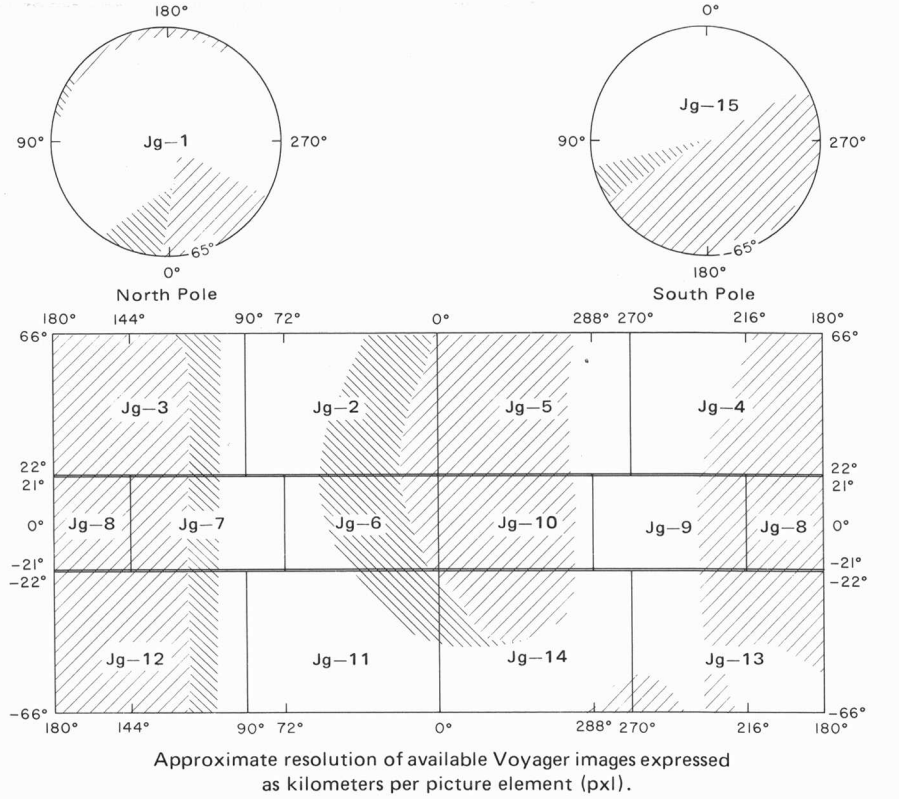 180° 0°
Jg—1 Jg—15
90° 270° 90° 270°
65° —65°
0° 180°
North Pole South Pole
180° 144° 90° 72° 0° 288° 270° 216° 180°
66° 66°
Jg—3 Jg—2 Jg—5 Jg—4
22° 22°
21° 21°
0° Jg—8 Jg—7 Jg—6 Jg—10 Jg—9 Jg—8 0°
—21° —21°
—22° —22°
Jg—12 Jg—11 Jg—14 Jg—13
—66° —66°
180° 144° 90° 72° 0° 288° 270° 216° 180°
Approximate resolution of available Voyager images expressed
as kilometers per picture element (pxl).